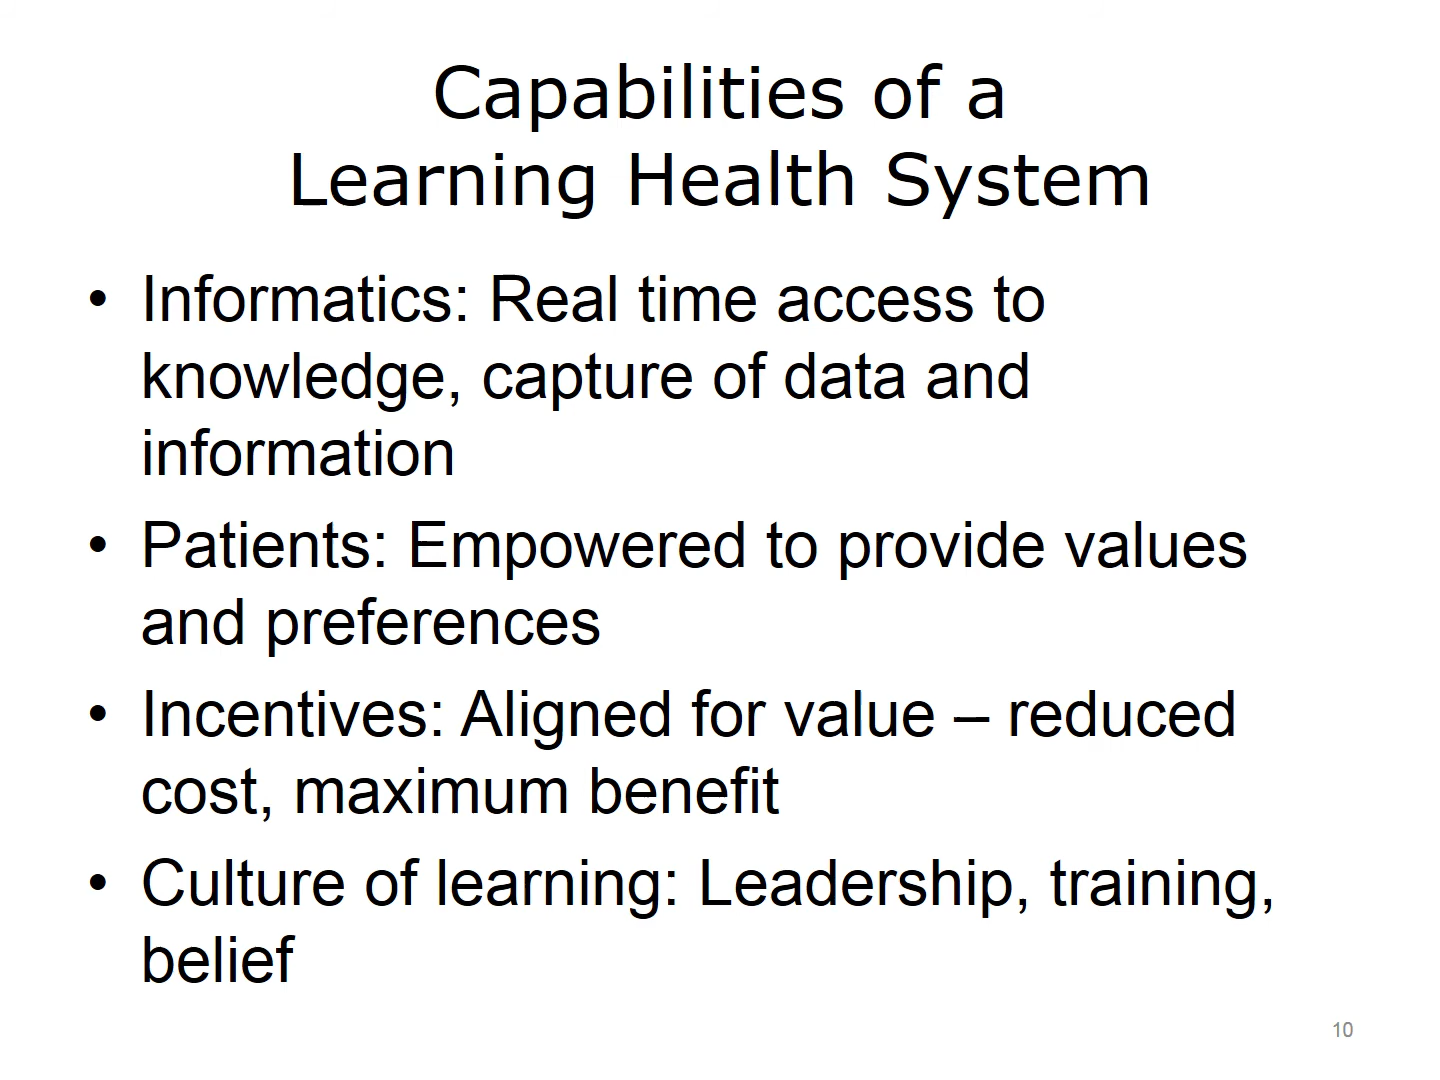 Capabilities of a
Learning Health System
• Informatics: Real time access to
knowledge, capture of data and
information
• Patients: Empowered to provide values
and preferences
• Incentives: Aligned for value – reduced
cost, maximum benefit
• Culture of learning: Leadership, training,
belief
10